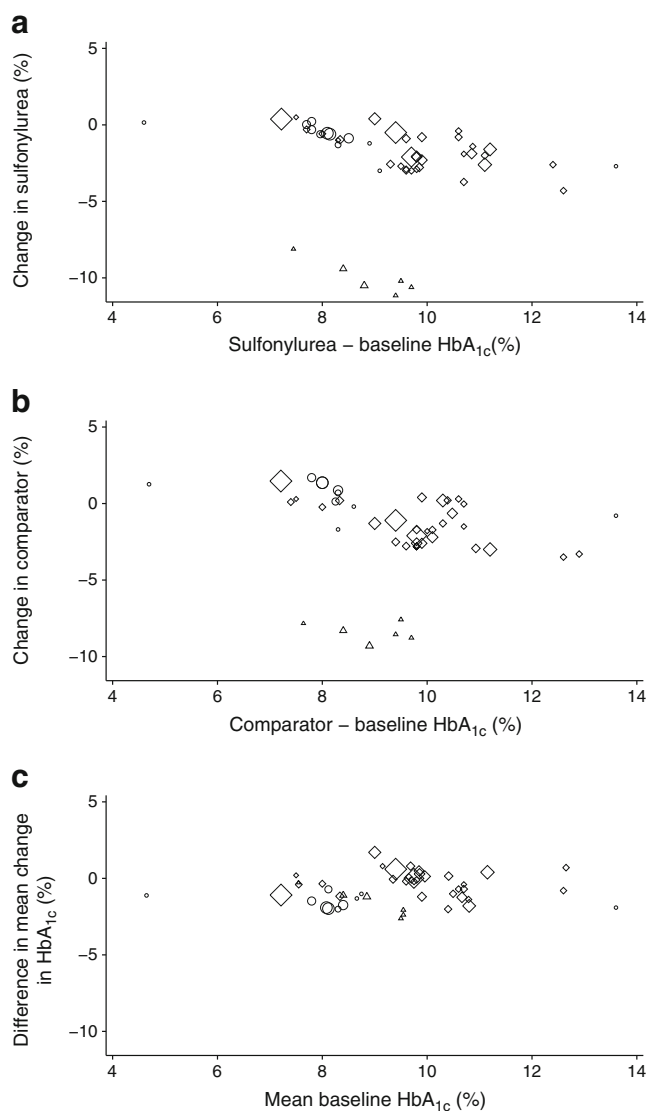 a
Change in sulfonylurea (%)
5
0
−5
−10
4 6 8 10 12 14
Sulfonylurea – baseline HbA1c(%)
b
Change in comparator (%)
5
0
−5
−10
4 6 8 10 12 14
Comparator – baseline HbA1c (%)
c
Difference in mean change
in HbA1c (%)
5
0
−5
−10
4 6 8 10 12 14
Mean baseline HbA1c (%)